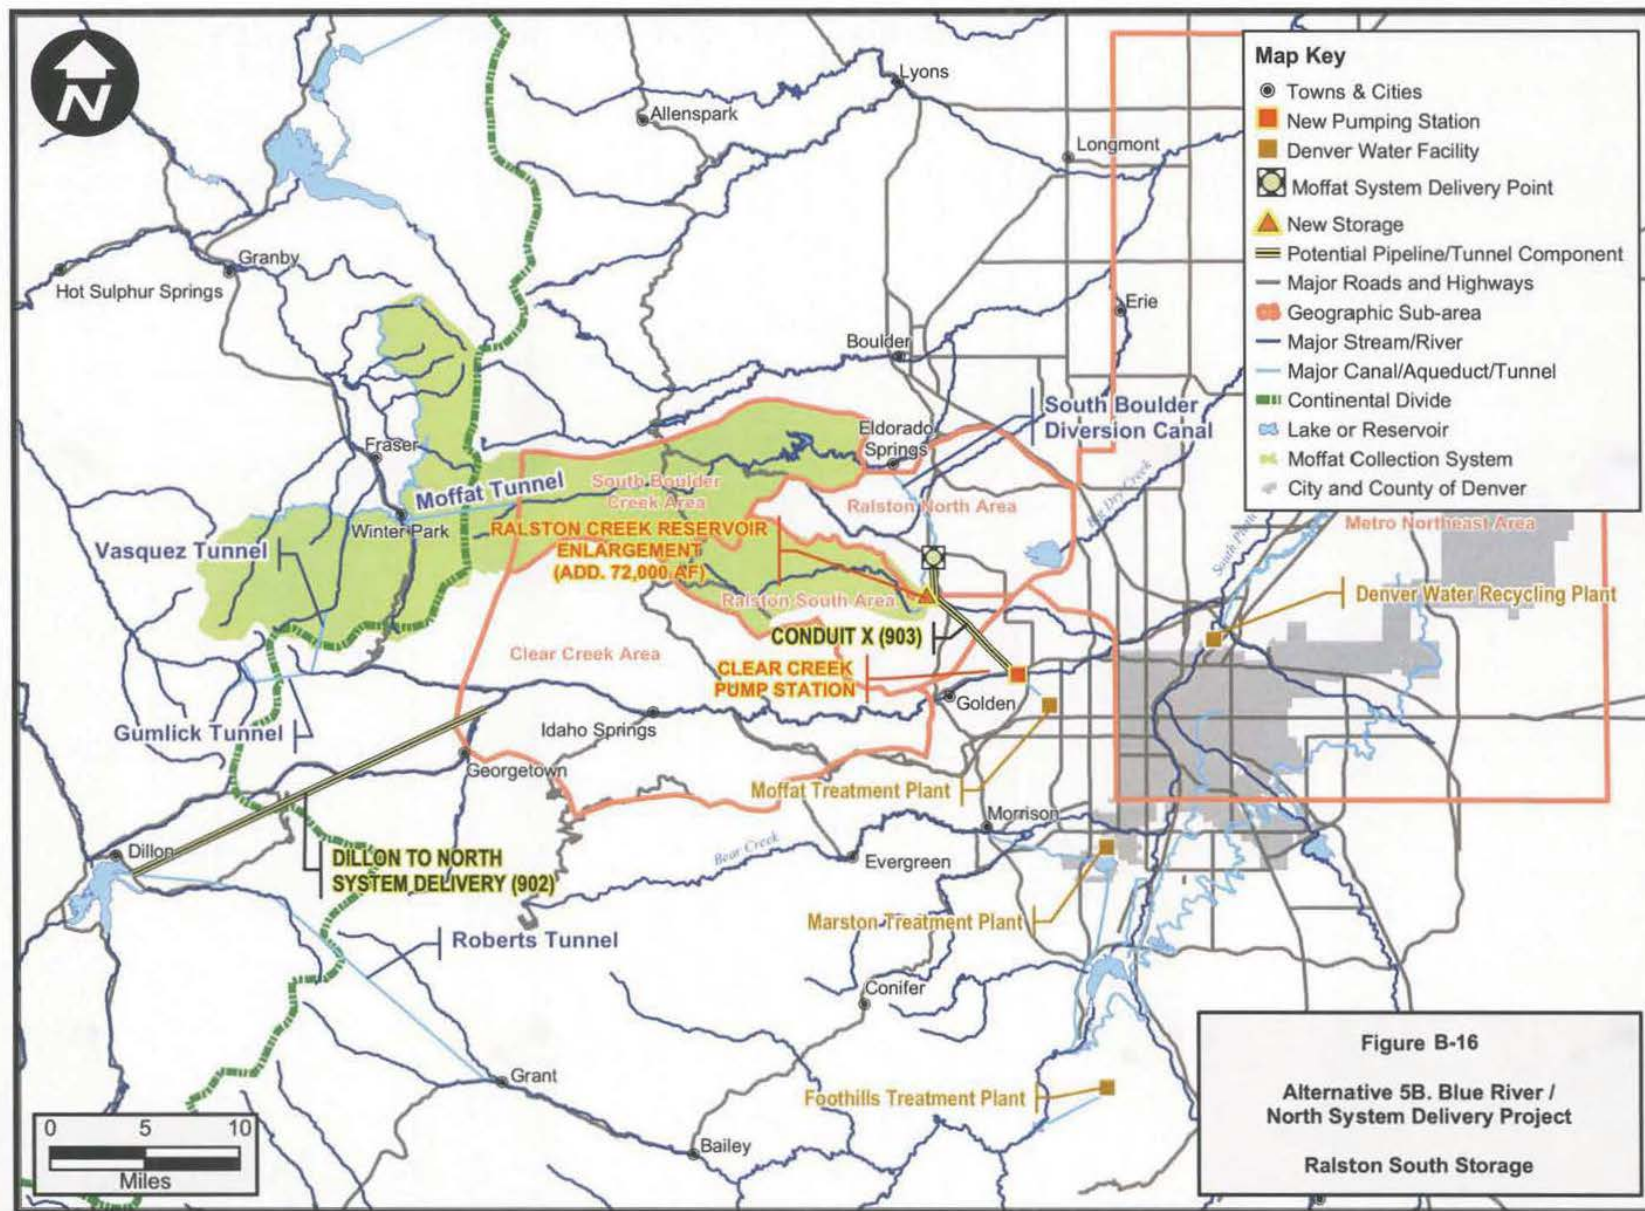 N
Lyons
Allenspark
Longmont
Granby
Hot Sulphur Springs
Erie
Boulder
South Boulder
Diversion Canal
Eldorado
Springs
Fraser
Moffat Tunnel
South Boulder
Creek Area
Ralston North Area
Big Dry Creek
Winter Park
Vasquez Tunnel
RALSTON CREEK RESERVOIR
ENLARGEMENT
(ADD. 72,000 AF)
Metro Northeast Area
South Platte
Ralston South Area
Denver Water Recycling Plant
CONDUIT X (903)
Clear Creek Area
CLEAR CREEK
PUMP STATION
Golden
Gumlick Tunnel
Idaho Springs
Georgetown
Moffat Treatment Plant
Morrison
Dillon
DILLON TO NORTH
SYSTEM DELIVERY (902)
Bear Creek
Evergreen
Marston Treatment Plant
Roberts Tunnel
Conifer
Grant
Foothills Treatment Plant
Bailey
0 5 10
Miles
Map Key
Towns & Cities
New Pumping Station
Denver Water Facility
Moffat System Delivery Point
New Storage
Potential Pipeline/Tunnel Component
Major Roads and Highways
Geographic Sub-area
Major Stream/River
Major Canal/Aqueduct/Tunnel
Continental Divide
Lake or Reservoir
Moffat Collection System
City and County of Denver
Figure B-16
Alternative 5B. Blue River /
North System Delivery Project
Ralston South Storage